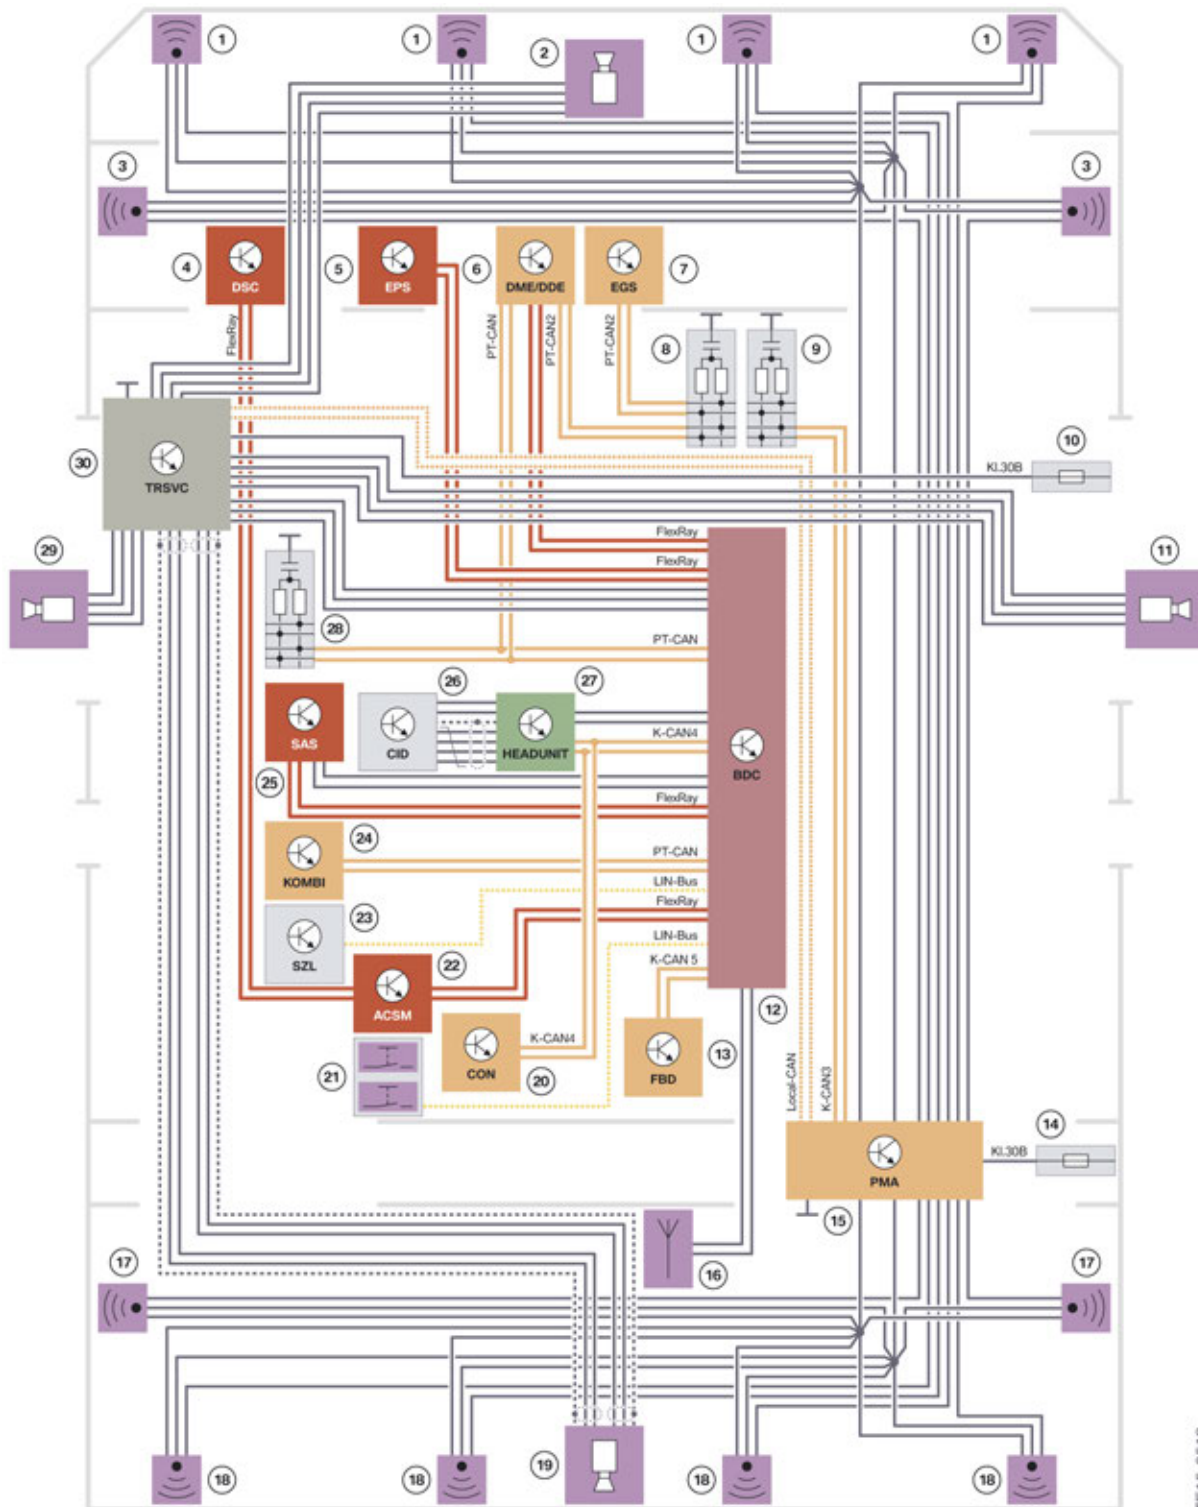 1
1
1
1
2
3
3
4
DSC
5
EPS
6
DME/DDE
EGS
7
FlexRay
PT-CAN
PT-CAN2
PT-CAN2
8
9
30
TRSVC
Kl.30B
10
29
11
FlexRay
FlexRay
28
PT-CAN
26
27
SAS
CID
HEADUNIT
K-CAN4
BDC
25
FlexRay
24
KOMBI
PT-CAN
LIN-Bus
23
FlexRay
SZL
22
LIN-Bus
K-CAN 5
ACSM
12
21
CON
K-CAN4
20
FBD
13
Local-CAN
K-CAN3
14
Kl.30B
PMA
15
16
17
17
18
18
19
18
18